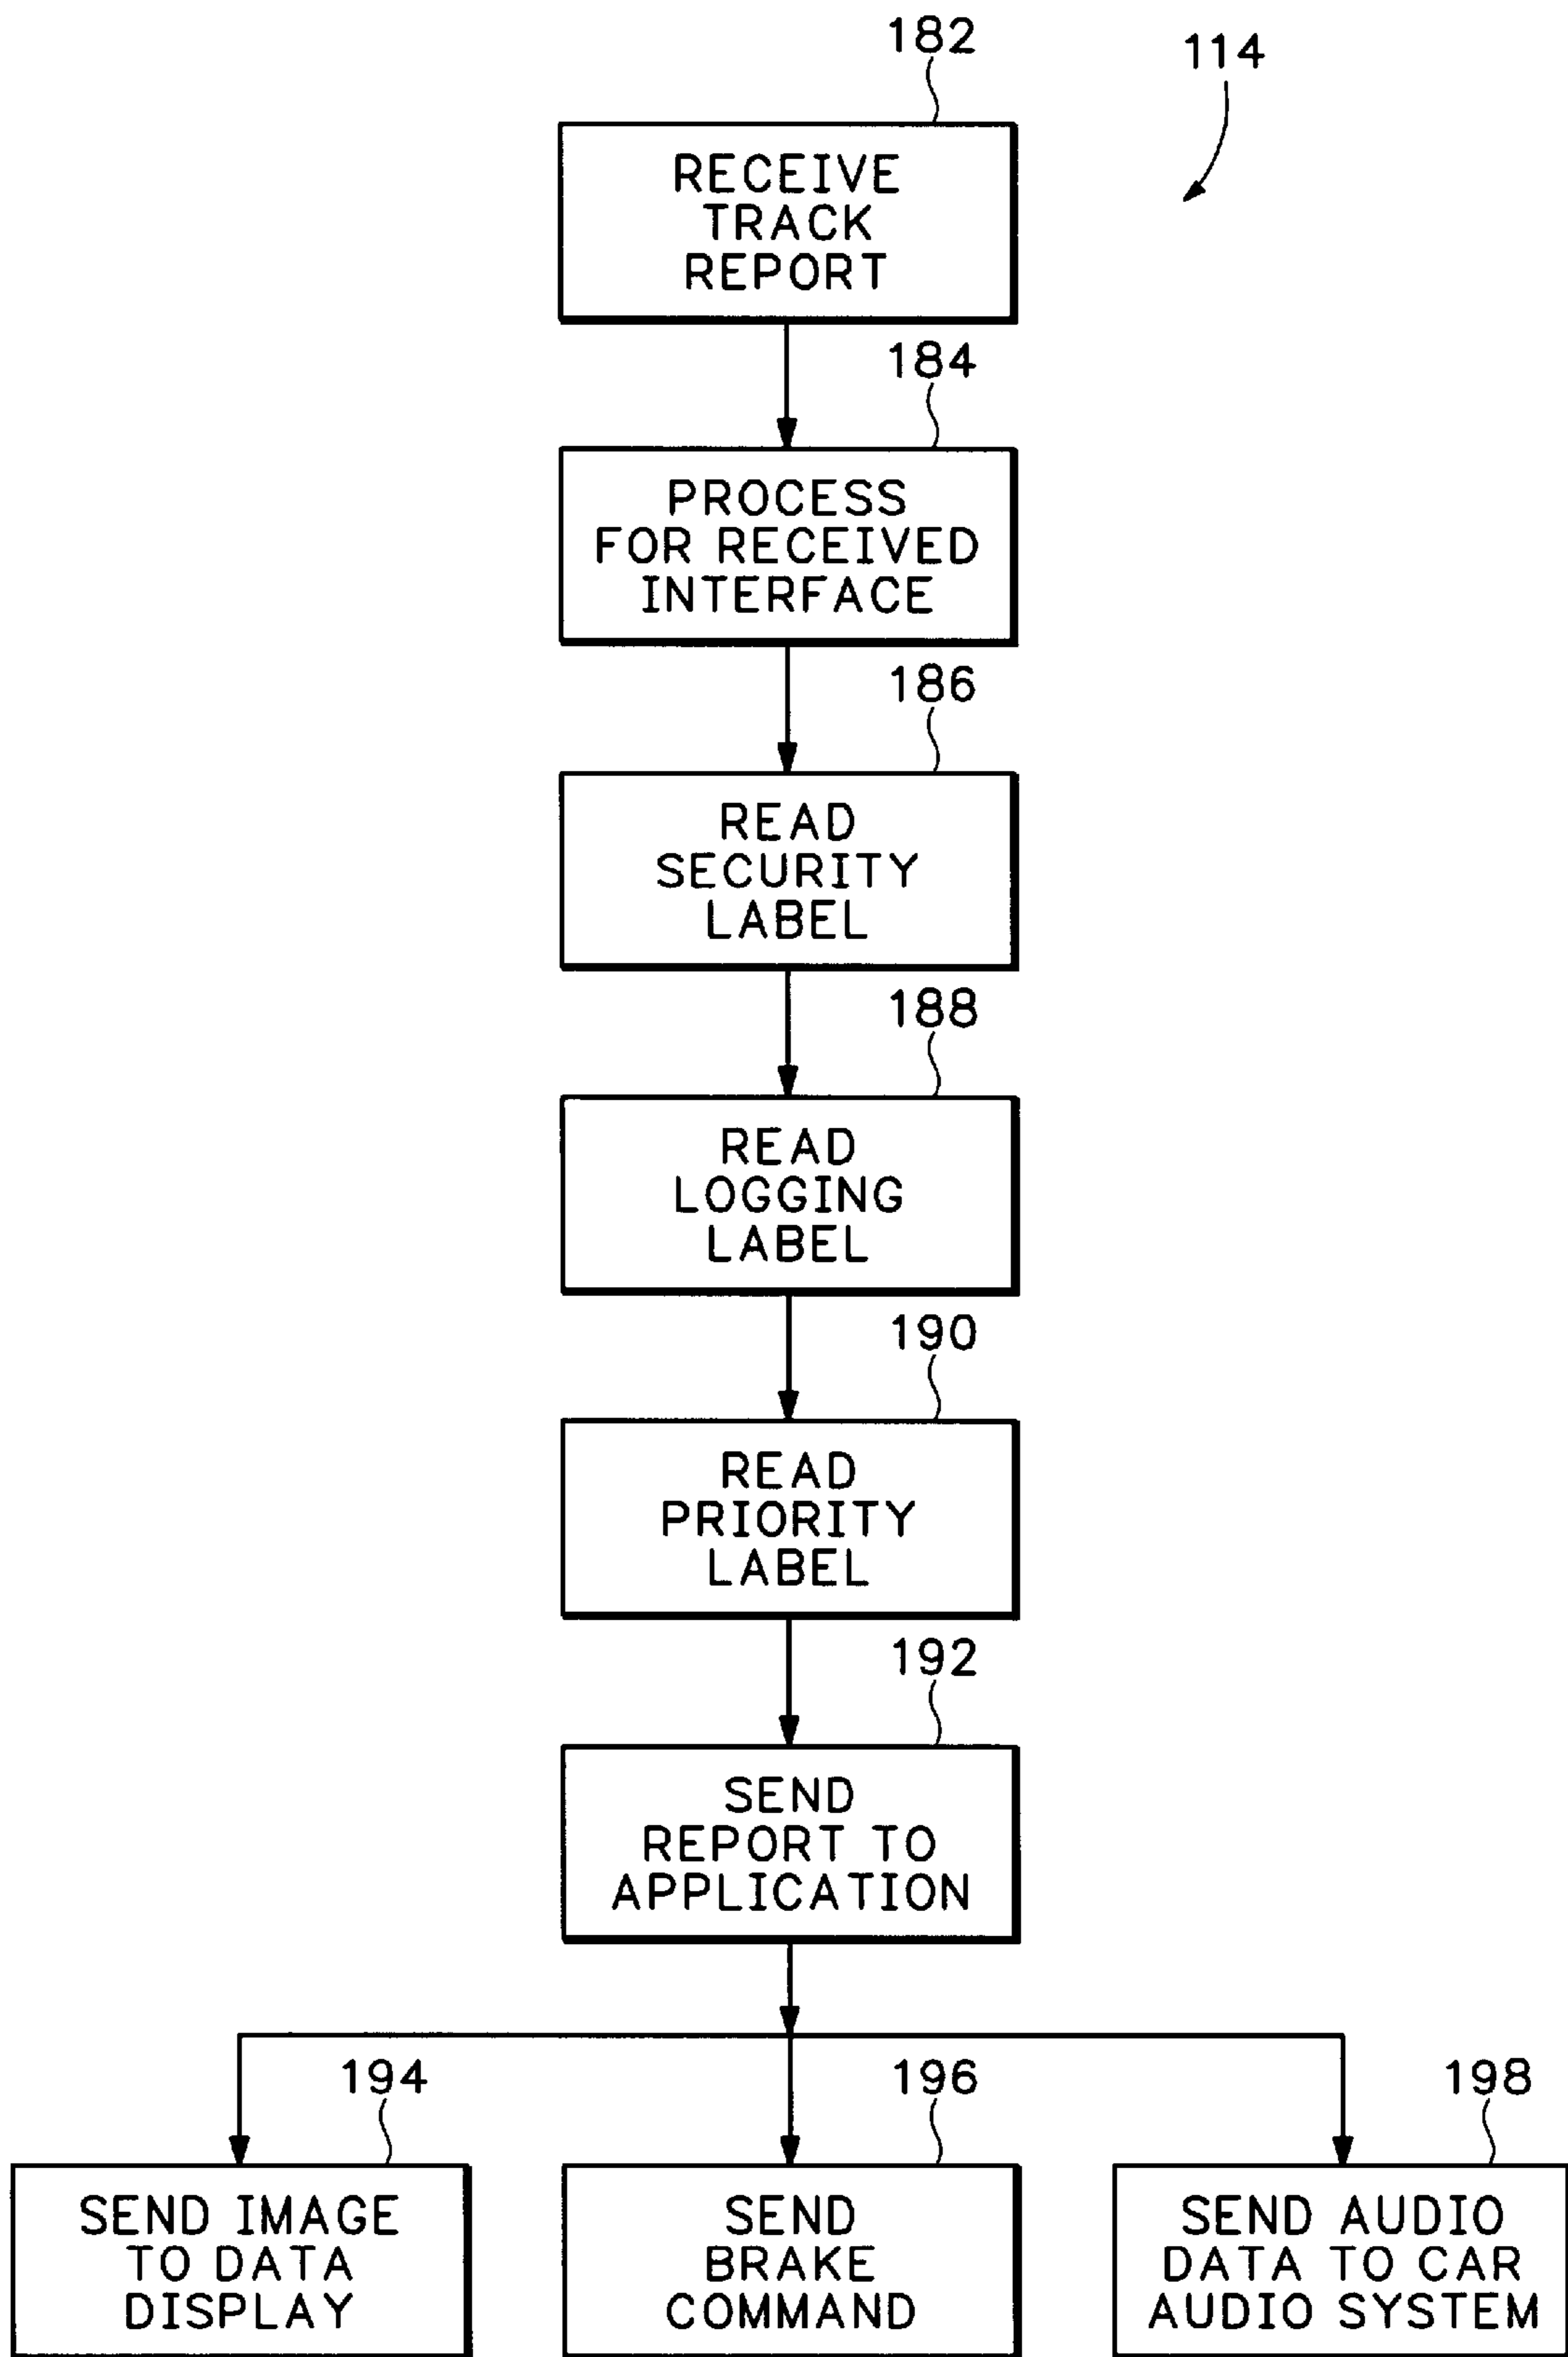 182
114
RECEIVE
TRACK
REPORT
184
PROCESS
FOR RECEIVED
INTERFACE
186
READ
SECURITY
LABEL
188
READ
LOGGING
LABEL
190
READ
PRIORITY
LABEL
192
SEND
REPORT TO
APPLICATION
194
SEND IMAGE
TO DATA
DISPLAY
196
SEND
BRAKE
COMMAND
198
SEND AUDIO
DATA TO CAR
AUDIO SYSTEM